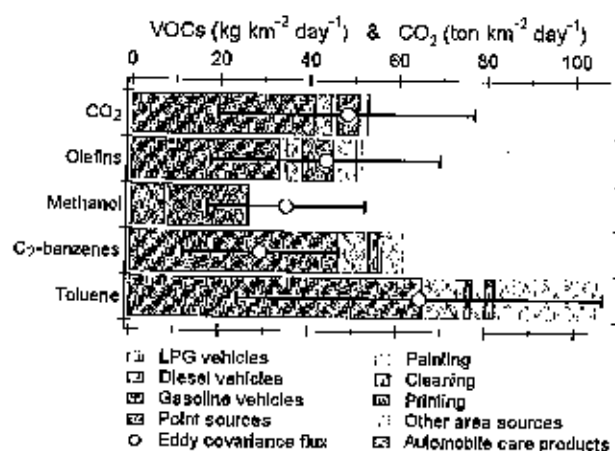 VOCs (kg km⁻² day⁻¹) & CO₂ (ton km⁻² day⁻¹)
0 20 40 60 80 100
CO₂
Olefins
Methanol
C₂-benzenes
Toluene
LPG vehicles
Diesel vehicles
Gasoline vehicles
Point sources
Eddy covariance flux
Painting
Cleaning
Printing
Other area sources
Automobile care products